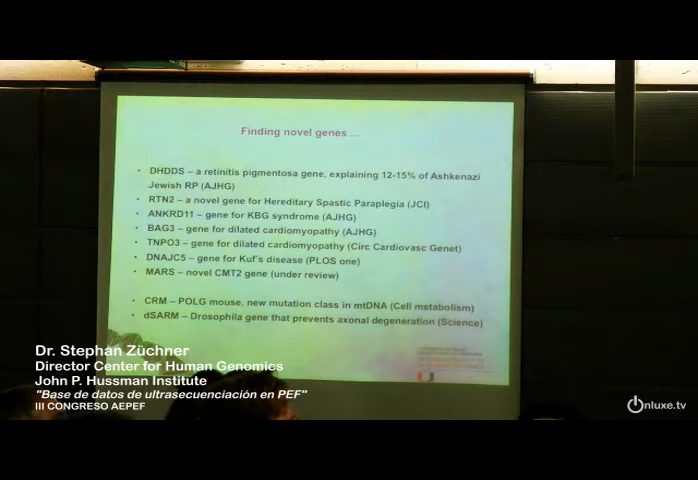 Finding novel genes ...
• DHDDS – a retinitis pigmentosa gene, explaining 12-15% of Ashkenazi
Jewish RP (AJHG)
• RTN2 – a novel gene for Hereditary Spastic Paraplegia (JCI)
• ANKRD11 – gene for KBG syndrome (AJHG)
• BAG3 – gene for dilated cardiomyopathy (AJHG)
• TNPO3 – gene for dilated cardiomyopathy (Circ Cardiovasc Genet)
• DNAJC5 – gene for Kuf's disease (PLOS one)
• MARS – novel CMT2 gene (under review)
• CRM – POLG mouse, new mutation class in mtDNA (Cell metabolism)
• dSARM – Drosophila gene that prevents axonal degeneration (Science)
Dr. Stephan Züchner
Director Center for Human Genomics
John P. Hussman Institute
"Base de datos de ultrasecuenciación en PEF"
III CONGRESO AEPEF
Onluxe.tv